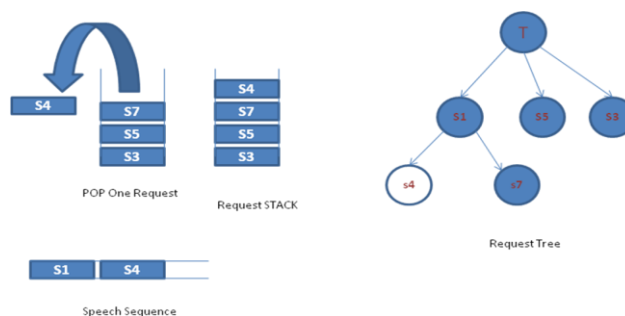 S4
S7
S5
S3
POP One Request
S4
S7
S5
S3
Request STACK
T
S1
S5
S3
s4
s7
Request Tree
S1
S4
Speech Sequence